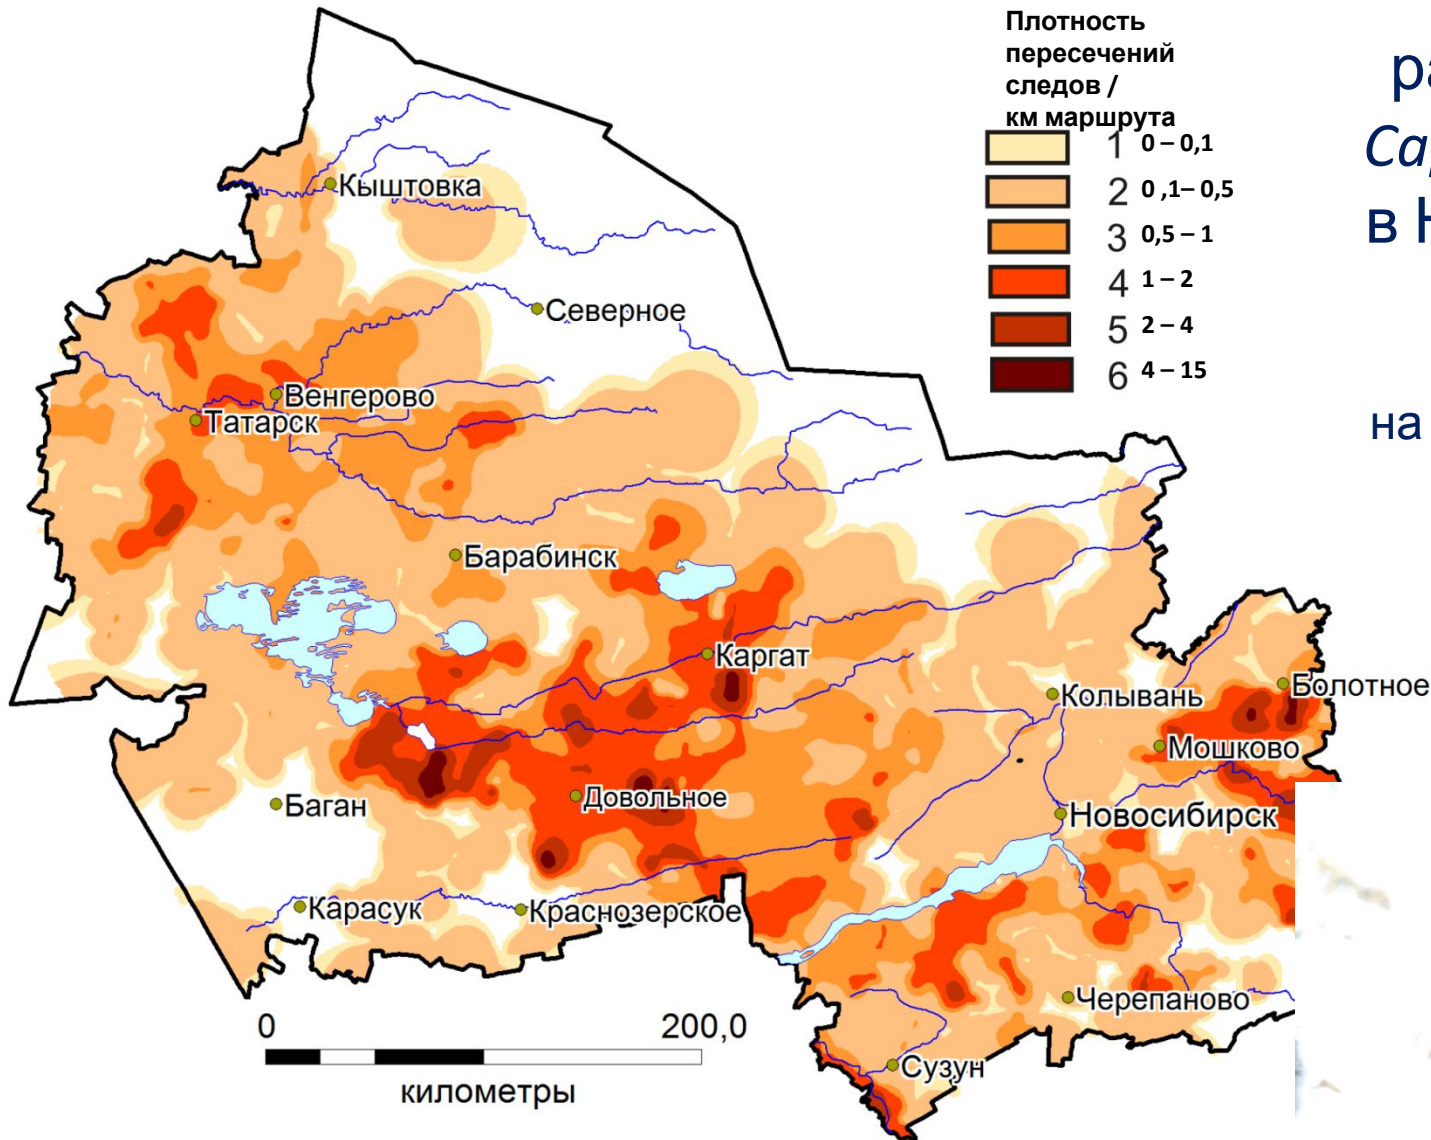 Плотность
пересечений
следов /
км маршрута
1 0 – 0,1
2 0 ,1– 0,5
3 0,5 – 1
4 1 – 2
5 2 – 4
6 4 – 15
в
на
Кыштовка
Северное
Венгерово
Татарск
Барабинск
Каргат
Болотное
Колывань
Мошково
Баган
Довольное
Новосибирск
Карасук
Краснозерское
Черепаново
Сузун
0 200,0
километры